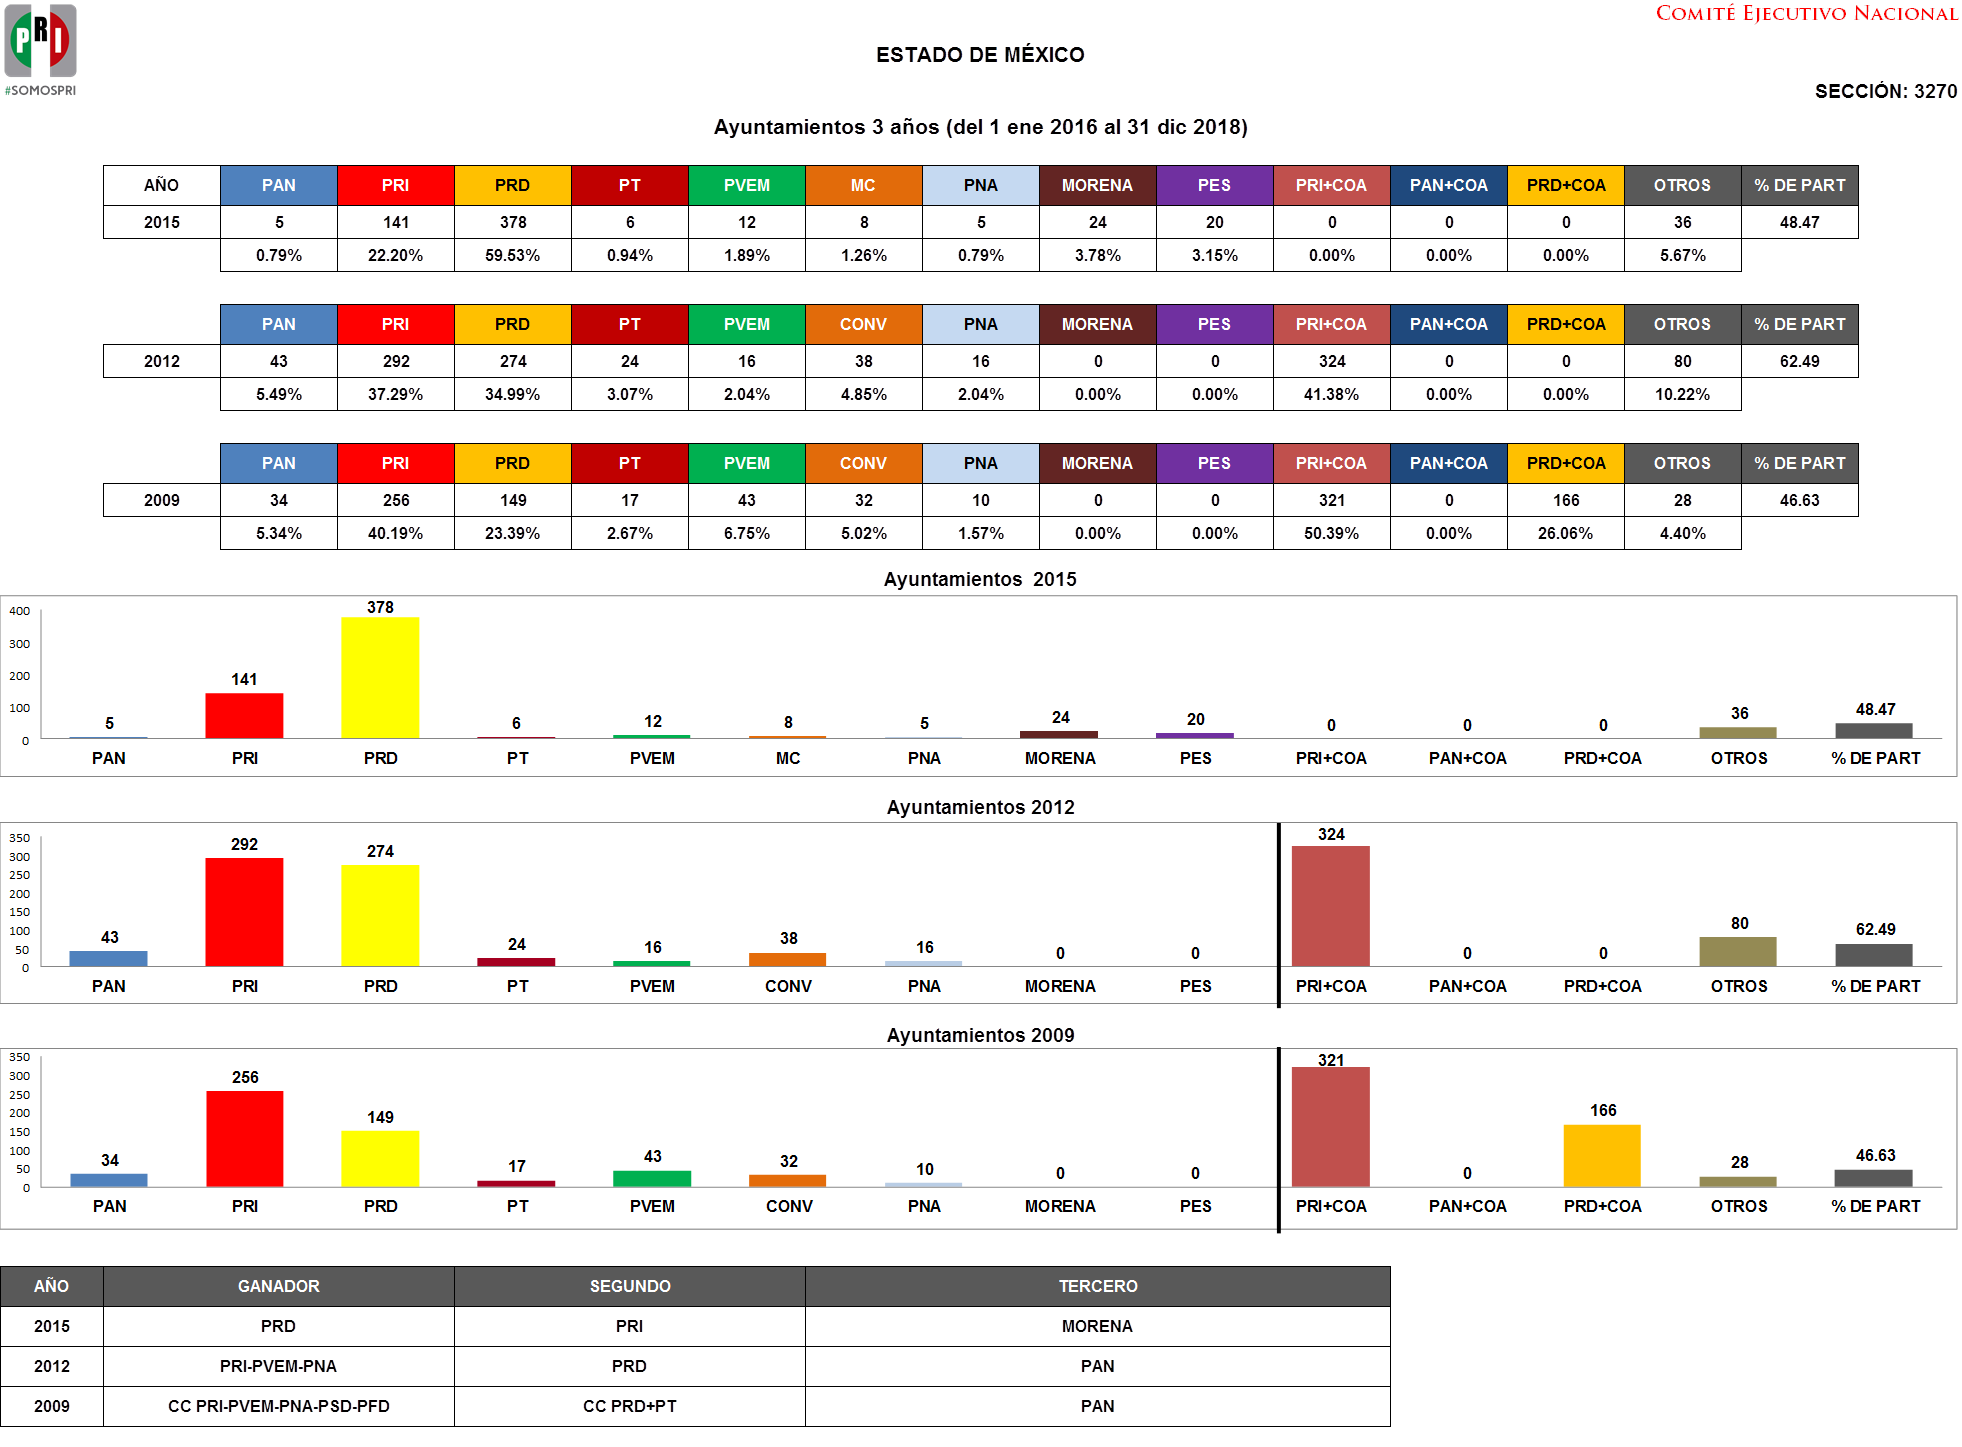 PRI
#SOMOSPRI
COMITÉ EJECUTIVO NACIONAL
ESTADO DE MÉXICO
SECCIÓN: 3270
Ayuntamientos 3 años (del 1 ene 2016 al 31 dic 2018)
AÑO PAN PRI PRD PT PVEM MC PNA MORENA PES PRI+COA PAN+COA PRD+COA OTROS % DE PART
2015 5 141 378 6 12 8 5 24 20 0 0 0 36 48.47
0.79% 22.20% 59.53% 0.94% 1.89% 1.26% 0.79% 3.78% 3.15% 0.00% 0.00% 0.00% 5.67%
PAN PRI PRD PT PVEM CONV PNA MORENA PES PRI+COA PAN+COA PRD+COA OTROS % DE PART
2012 43 292 274 24 16 38 16 0 0 324 0 0 80 62.49
5.49% 37.29% 34.99% 3.07% 2.04% 4.85% 2.04% 0.00% 0.00% 41.38% 0.00% 0.00% 10.22%
PAN PRI PRD PT PVEM CONV PNA MORENA PES PRI+COA PAN+COA PRD+COA OTROS % DE PART
2009 34 256 149 17 43 32 10 0 0 321 0 166 28 46.63
5.34% 40.19% 23.39% 2.67% 6.75% 5.02% 1.57% 0.00% 0.00% 50.39% 0.00% 26.06% 4.40%
Ayuntamientos 2015
400
300
200
100
0
5 141 378 6 12 8 5 24 20 0 0 0 36 48.47
PAN PRI PRD PT PVEM MC PNA MORENA PES PRI+COA PAN+COA PRD+COA OTROS % DE PART
Ayuntamientos 2012
350
300
250
200
150
100
50
0
43 292 274 24 16 38 16 0 0 324 0 0 80 62.49
PAN PRI PRD PT PVEM CONV PNA MORENA PES PRI+COA PAN+COA PRD+COA OTROS % DE PART
Ayuntamientos 2009
350
300
250
200
150
100
50
0
34 256 149 17 43 32 10 0 0 321 0 166 28 46.63
PAN PRI PRD PT PVEM CONV PNA MORENA PES PRI+COA PAN+COA PRD+COA OTROS % DE PART
AÑO GANADOR SEGUNDO TERCERO
2015 PRD PRI MORENA
2012 PRI-PVEM-PNA PRD PAN
2009 CC PRI-PVEM-PNA-PSD-PFD CC PRD+PT PAN